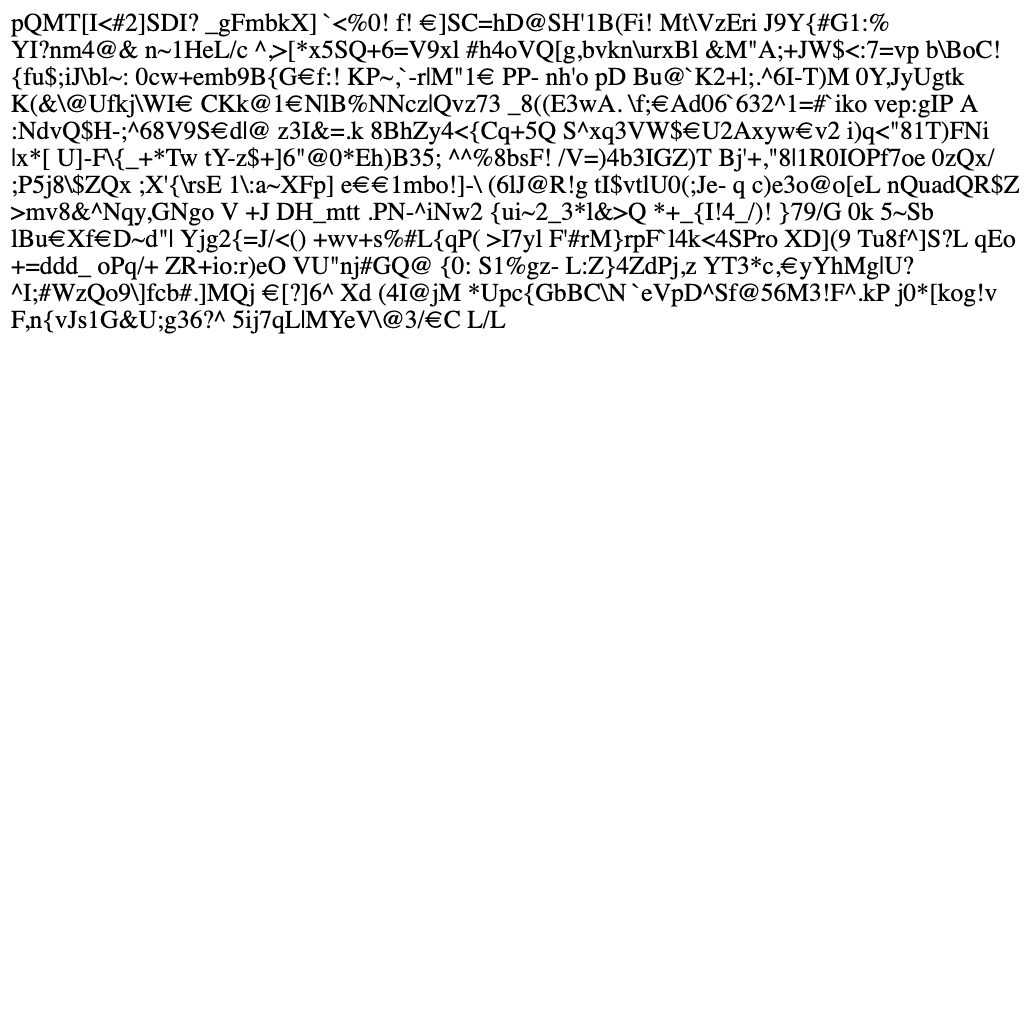 pQMT[I<#2]SDI? _gFmbkX] `<%0! f! €]SC=hD@SH'1B(Fi! Mt\VzEri J9Y{#G1:%
YI?nm4@& n~1HeL/c ^,>[*x5SQ+6=V9xl #h4oVQ[g,bvkn\urxBl &M"A;+JW$<:7=vp b\BoC!
{fu$;iJ\bl~: 0cw+emb9B{G€f:! KP~,`-r|M"1€ PP- nh'o pD Bu@`K2+l;.^6I-T)M 0Y,JyUgtk
K(&\@Ufkj\WI€ CKk@1€NlB%NNcz|Qvz73 _8((E3wA. \f;€Ad06`632^1=#`iko vep:gIP A
:NdvQ$H-;^68V9S€d|@ z3I&=.k 8BhZy4<{Cq+5Q S^xq3VW$€U2Axyw€v2 i)q<"81T)FNi
|x*[ U]-F\{_+*Tw tY-z$+]6"@0*Eh)B35; ^^%8bsF! /V=)4b3IGZ)T Bj'+,"8|1R0IOPf7oe 0zQx/
;P5j8\$ZQx ;X'{\rsE 1\:a~XFp] e€€1mbo!]-\ (6lJ@R!g tI$vtlU0(;Je- q c)e3o@o[eL nQuadQR$Z
>mv8&^Nqy,GNgo V +J DH_mtt .PN-^iNw2 {ui~2_3*l&>Q *+_{I!4_/)! }79/G 0k 5~Sb
lBu€Xf€D~d"| Yjg2{=J/<() +wv+s%#L{qP( >I7yl F'#rM}rpF`l4k<4SPro XD](9 Tu8f^]S?L qEo
+=ddd_ oPq/+ ZR+io:r)eO VU"nj#GQ@ {0: S1%gz- L:Z}4ZdPj,z YT3*c,€yYhMg|U?
^I;#WzQo9\]fcb#.]MQj €[?]6^ Xd (4I@jM *Upc{GbBC\N `eVpD^Sf@56M3!F^.kP j0*[kog!v
F,n{vJs1G&U;g36?^ 5ij7qL|MYeV\@3/€C L/L